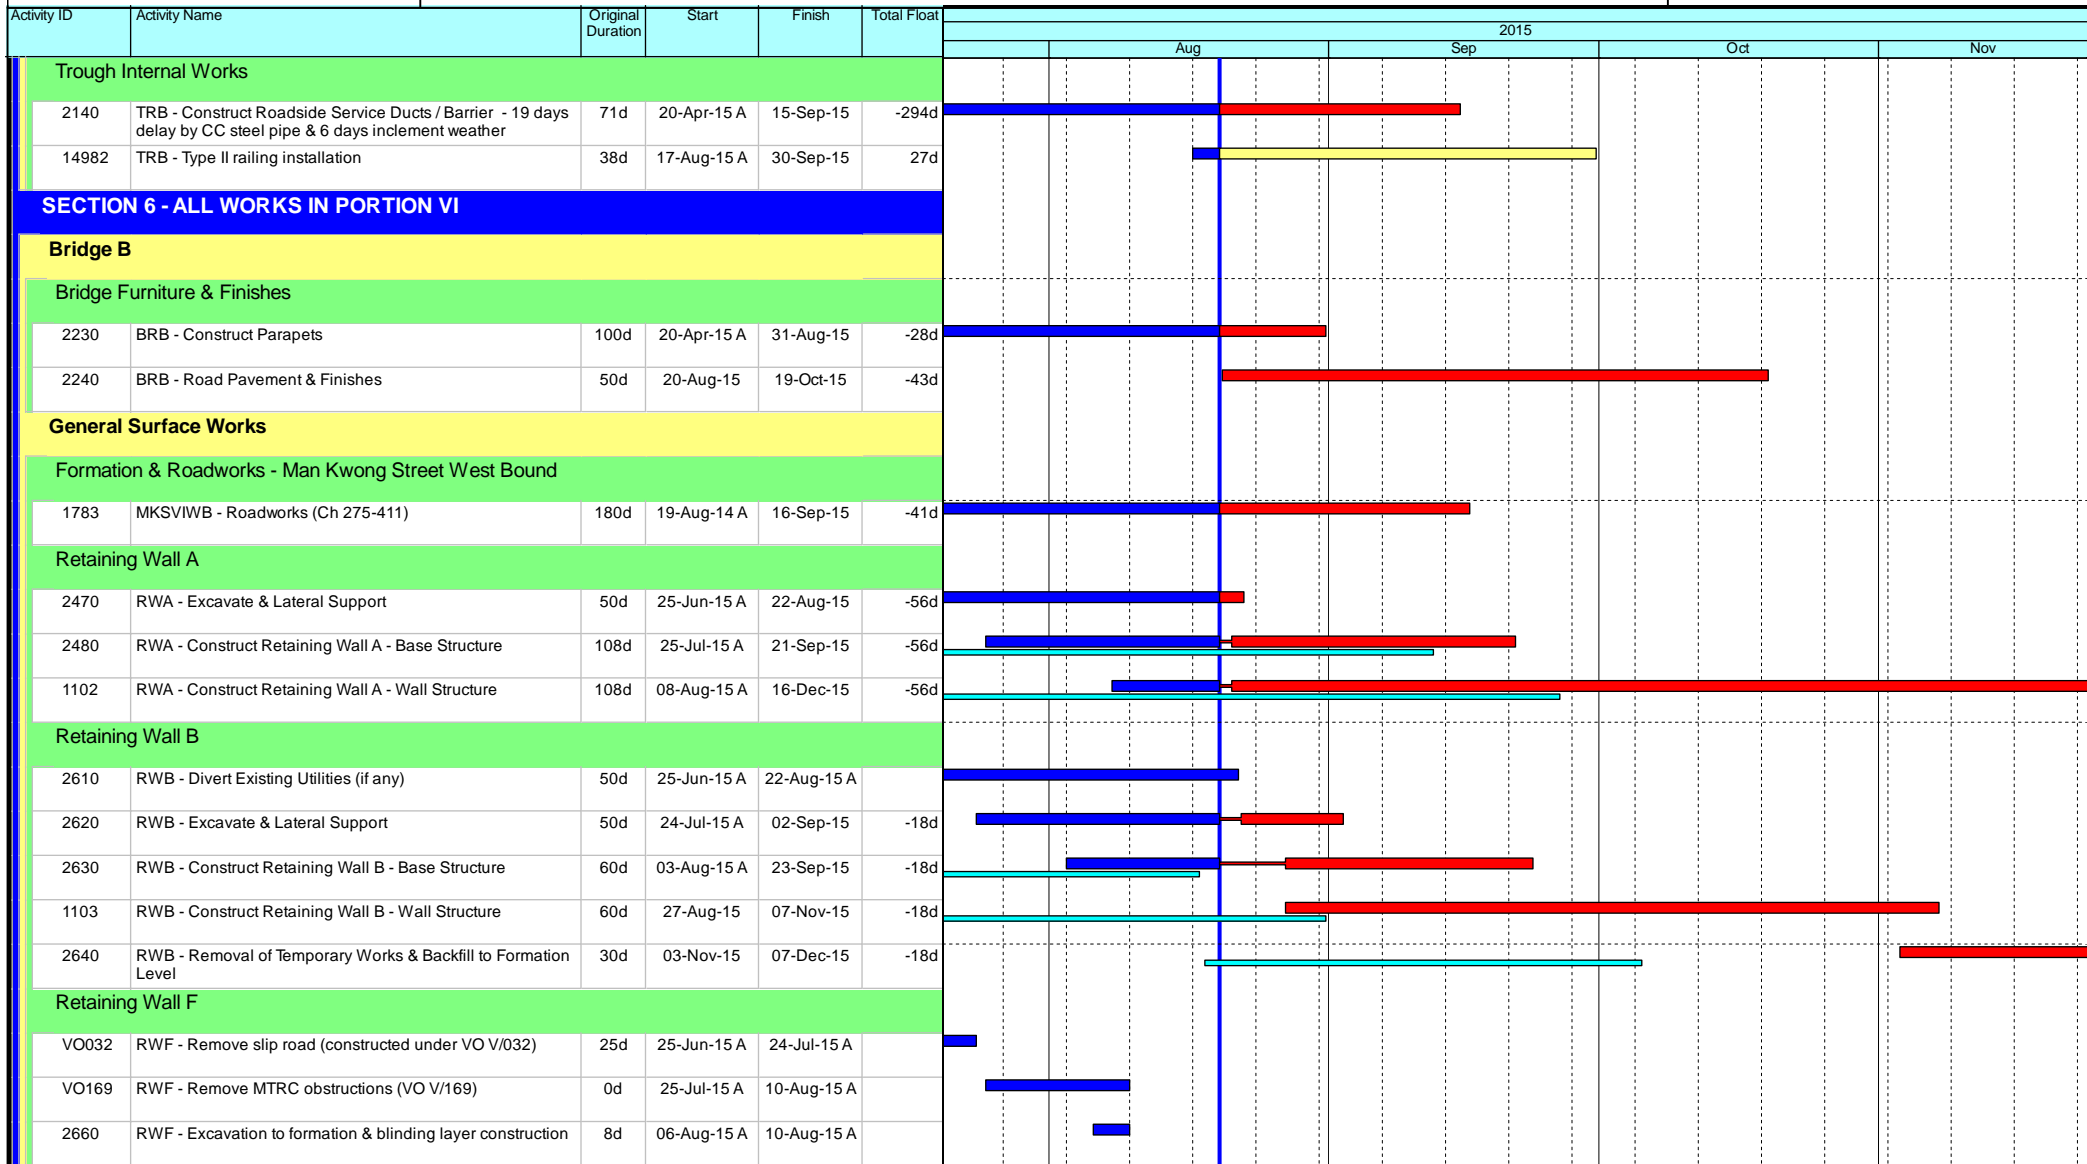 Activity ID Activity Name Original Start Finish Total Float
Duration
2015
Aug Sep Oct Nov
Trough Internal Works
2140 TRB - Construct Roadside Service Ducts / Barrier - 19 days 71d 20-Apr-15 A 15-Sep-15 -294d
delay by CC steel pipe & 6 days inclement weather
14982 TRB - Type II railing installation 38d 17-Aug-15 A 30-Sep-15 27d
SECTION 6 - ALL WORKS IN PORTION VI
Bridge B
Bridge Furniture & Finishes
2230 BRB - Construct Parapets 100d 20-Apr-15 A 31-Aug-15 -28d
2240 BRB - Road Pavement & Finishes 50d 20-Aug-15 19-Oct-15 -43d
General Surface Works
Formation & Roadworks - Man Kwong Street West Bound
1783 MKSVIWB - Roadworks (Ch 275-411) 180d 19-Aug-14 A 16-Sep-15 -41d
Retaining Wall A
2470 RWA - Excavate & Lateral Support 50d 25-Jun-15 A 22-Aug-15 -56d
2480 RWA - Construct Retaining Wall A - Base Structure 108d 25-Jul-15 A 21-Sep-15 -56d
1102 RWA - Construct Retaining Wall A - Wall Structure 108d 08-Aug-15 A 16-Dec-15 -56d
Retaining Wall B
2610 RWB - Divert Existing Utilities (if any) 50d 25-Jun-15 A 22-Aug-15 A
2620 RWB - Excavate & Lateral Support 50d 24-Jul-15 A 02-Sep-15 -18d
2630 RWB - Construct Retaining Wall B - Base Structure 60d 03-Aug-15 A 23-Sep-15 -18d
1103 RWB - Construct Retaining Wall B - Wall Structure 60d 27-Aug-15 07-Nov-15 -18d
2640 RWB - Removal of Temporary Works & Backfill to Formation 30d 03-Nov-15 07-Dec-15 -18d
Level
Retaining Wall F
VO032 RWF - Remove slip road (constructed under VO V/032) 25d 25-Jun-15 A 24-Jul-15 A
VO169 RWF - Remove MTRC obstructions (VO V/169) 0d 25-Jul-15 A 10-Aug-15 A
2660 RWF - Excavation to formation & blinding layer construction 8d 06-Aug-15 A 10-Aug-15 A